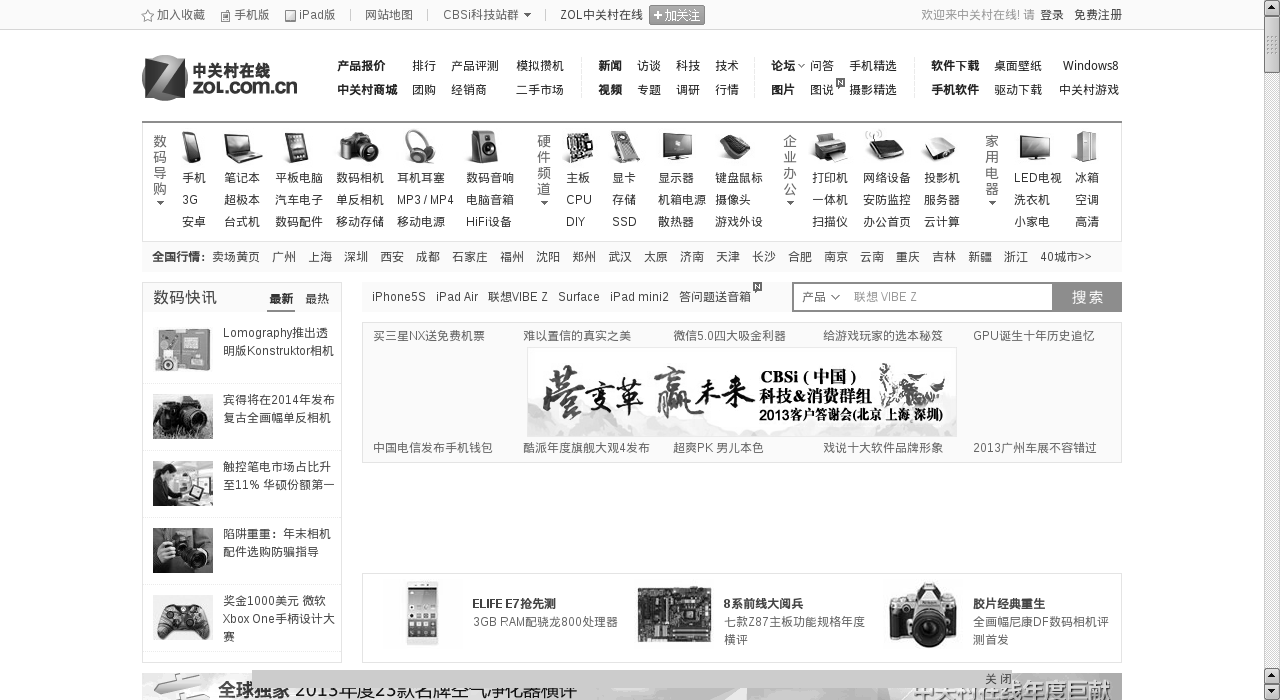 加入收藏 手机版 iPad版 网站地图 CBSi科技站群 ZOL中关村在线 +加关注 欢迎来中关村在线! 请 登录 免费注册
中关村在线
ZOL.COM.CN
产品报价 排行 产品评测 模拟攒机 新闻 访谈 科技 技术 论坛 问答 手机精选 软件下载 桌面壁纸 Windows8
中关村商城 团购 经销商 二手市场 视频 专题 调研 行情 图片 图说 N 摄影精选 手机软件 驱动下载 中关村游戏
数码导购
手机 笔记本 平板电脑 数码相机 耳机耳塞 数码音响
3G 超极本 汽车电子 单反相机 MP3 / MP4 电脑音箱
安卓 台式机 数码配件 移动存储 移动电源 HiFi设备
硬件频道
主板 显卡 显示器 键盘鼠标
CPU 存储 机箱电源 摄像头
DIY SSD 散热器 游戏外设
企业办公
打印机 网络设备 投影机
一体机 安防监控 服务器
扫描仪 办公首页 云计算
家用电器
LED电视 冰箱
洗衣机 空调
小家电 高清
全国行情: 卖场黄页 广州 上海 深圳 西安 成都 石家庄 福州 沈阳 郑州 武汉 太原 济南 天津 长沙 合肥 南京 云南 重庆 吉林 新疆 浙江 40城市>>
数码快讯 最新 最热
Lomography推出透
明版Konstruktor相机
宾得将在2014年发布
复古全画幅单反相机
触控笔电市场占比升
至11% 华硕份额第一
陷阱重重：年末相机
配件选购防骗指导
奖金1000美元 微软
Xbox One手柄设计大
赛
iPhone5S iPad Air 联想VIBE Z Surface iPad mini2 答问题送音箱 N
产品 联想 VIBE Z 搜索
买三星NX送免费机票 难以置信的真实之美 微信5.0四大吸金利器 给游戏玩家的选本秘笈 GPU诞生十年历史追忆
营变革 赢未来
CBSi ( 中国 )
科技&消费群组
2013客户答谢会(北京 上海 深圳)
中国电信发布手机钱包 酷派年度旗舰大观4发布 超爽PK 男儿本色 戏说十大软件品牌形象 2013广州车展不容错过
ELIFE E7抢先测
3GB RAM配骁龙800处理器
8系前线大阅兵
七款Z87主板功能规格年度
横评
胶片经典重生
全画幅尼康DF数码相机评
测首发
关 闭
全球独家 2013年度23款名牌空气净化器横评
中关村在线年度巨献